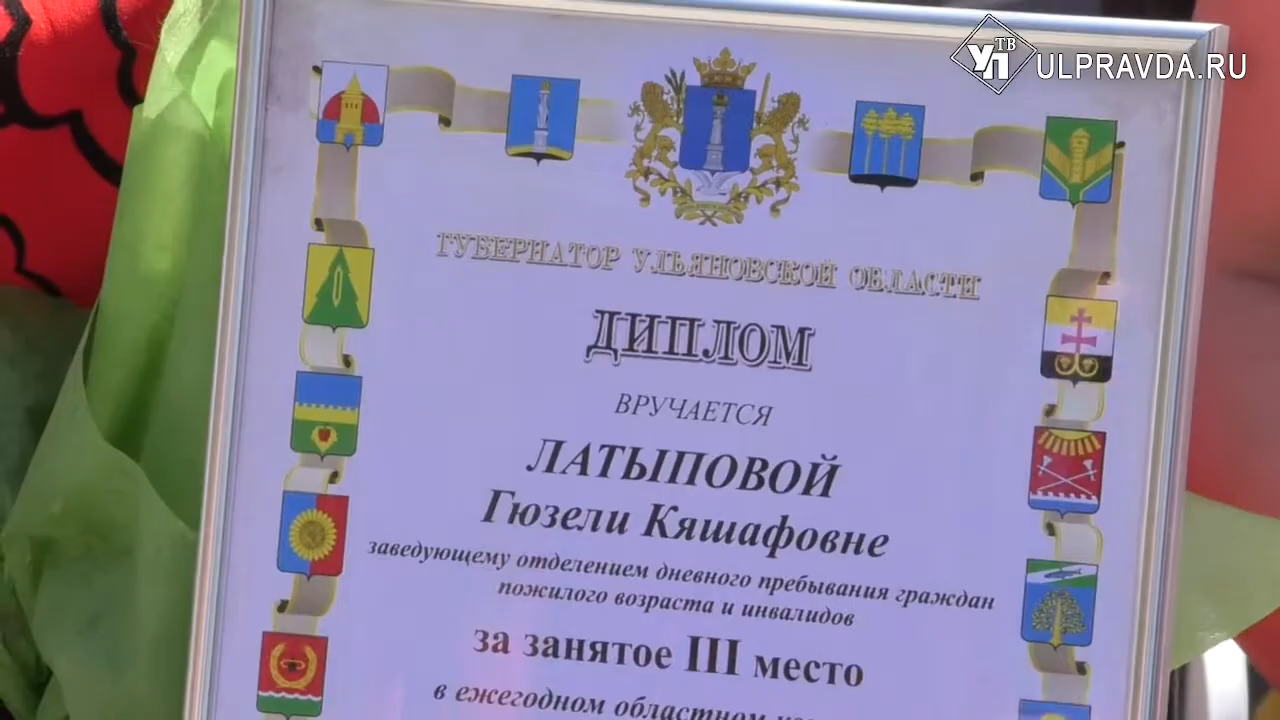 УП ТВ ULPRAVDA.RU
ГУБЕРНАТОР УЛЬЯНОВСКОЙ ОБЛАСТИ
ДИПЛОМ
ВРУЧАЕТСЯ
ЛАТЫПОВОЙ
Гюзели Кяшафовне
заведующему отделением дневного пребывания граждан
пожилого возраста и инвалидов
за занятое III место
в ежегодном областном